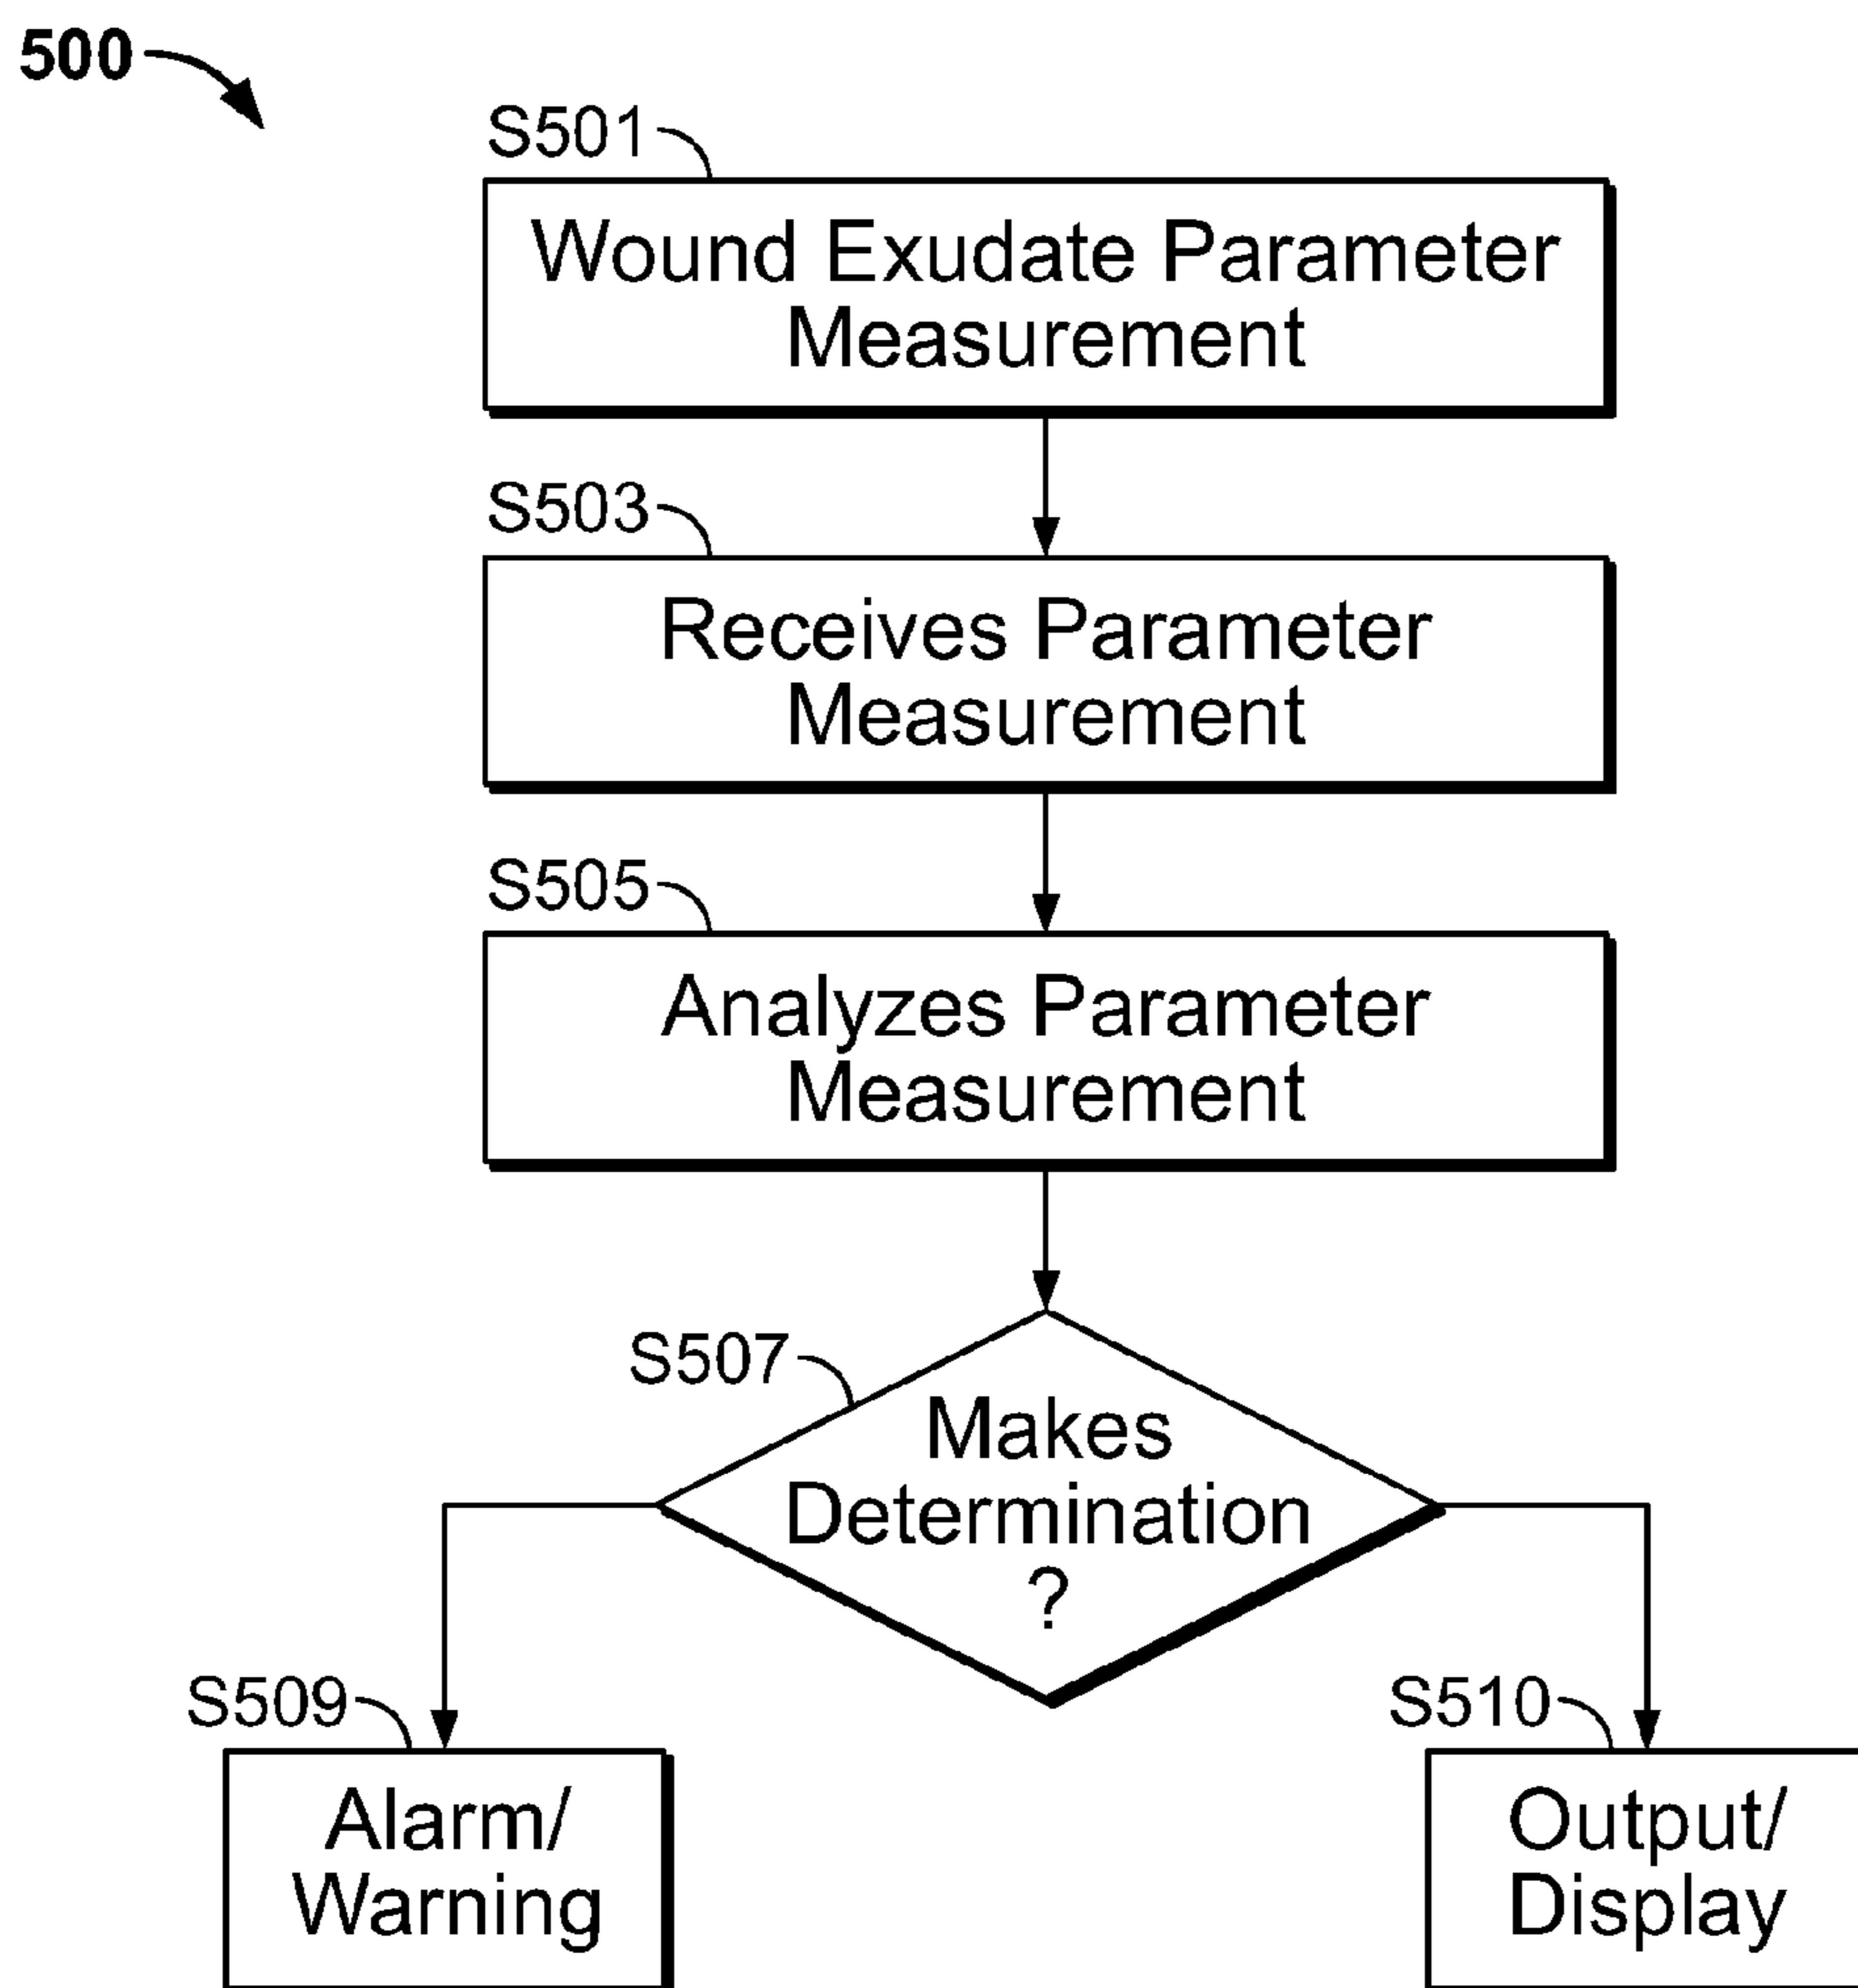 500
S501
Wound Exudate Parameter
Measurement
S503
Receives Parameter
Measurement
S505
Analyzes Parameter
Measurement
S507
Makes
Determination
?
S509
Alarm/
Warning
S510
Output/
Display